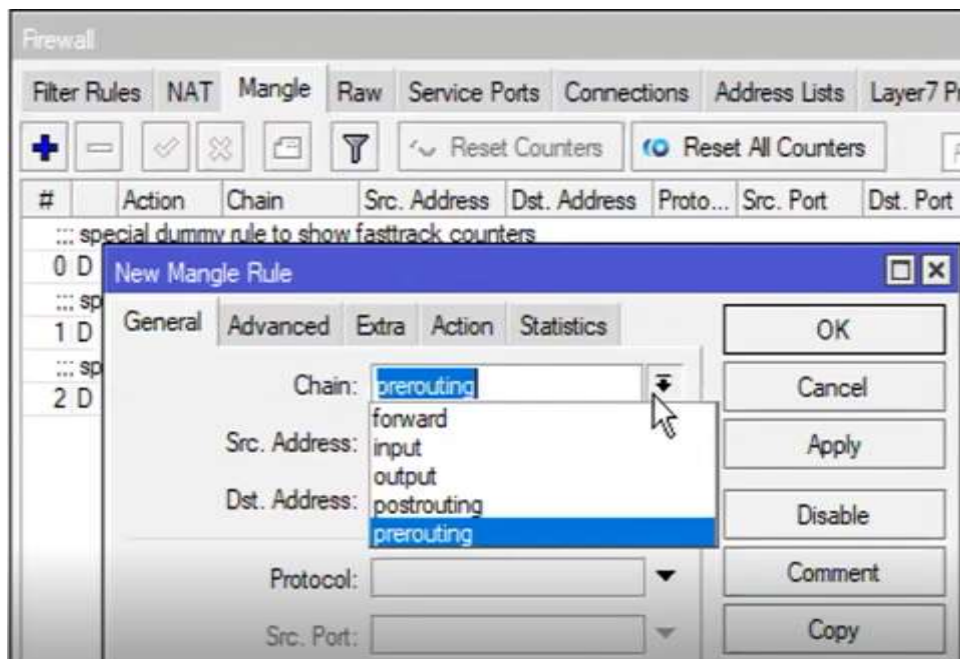 Firewall
Filter Rules NAT Mangle Raw Service Ports Connections Address Lists Layer7
Reset Counters Reset All Counters
# Action Chain Src. Address Dst. Address Proto... Src. Port Dst. Port
::: special dummy rule to show fasttrack counters
0 D New Mangle Rule
::: sp
1 D General Advanced Extra Action Statistics OK
::: sp
2 D Chain: prerouting Cancel
forward
Src. Address: input Apply
output
Dst. Address: postrouting Disable
prerouting
Protocol: Comment
Src. Port: Copy